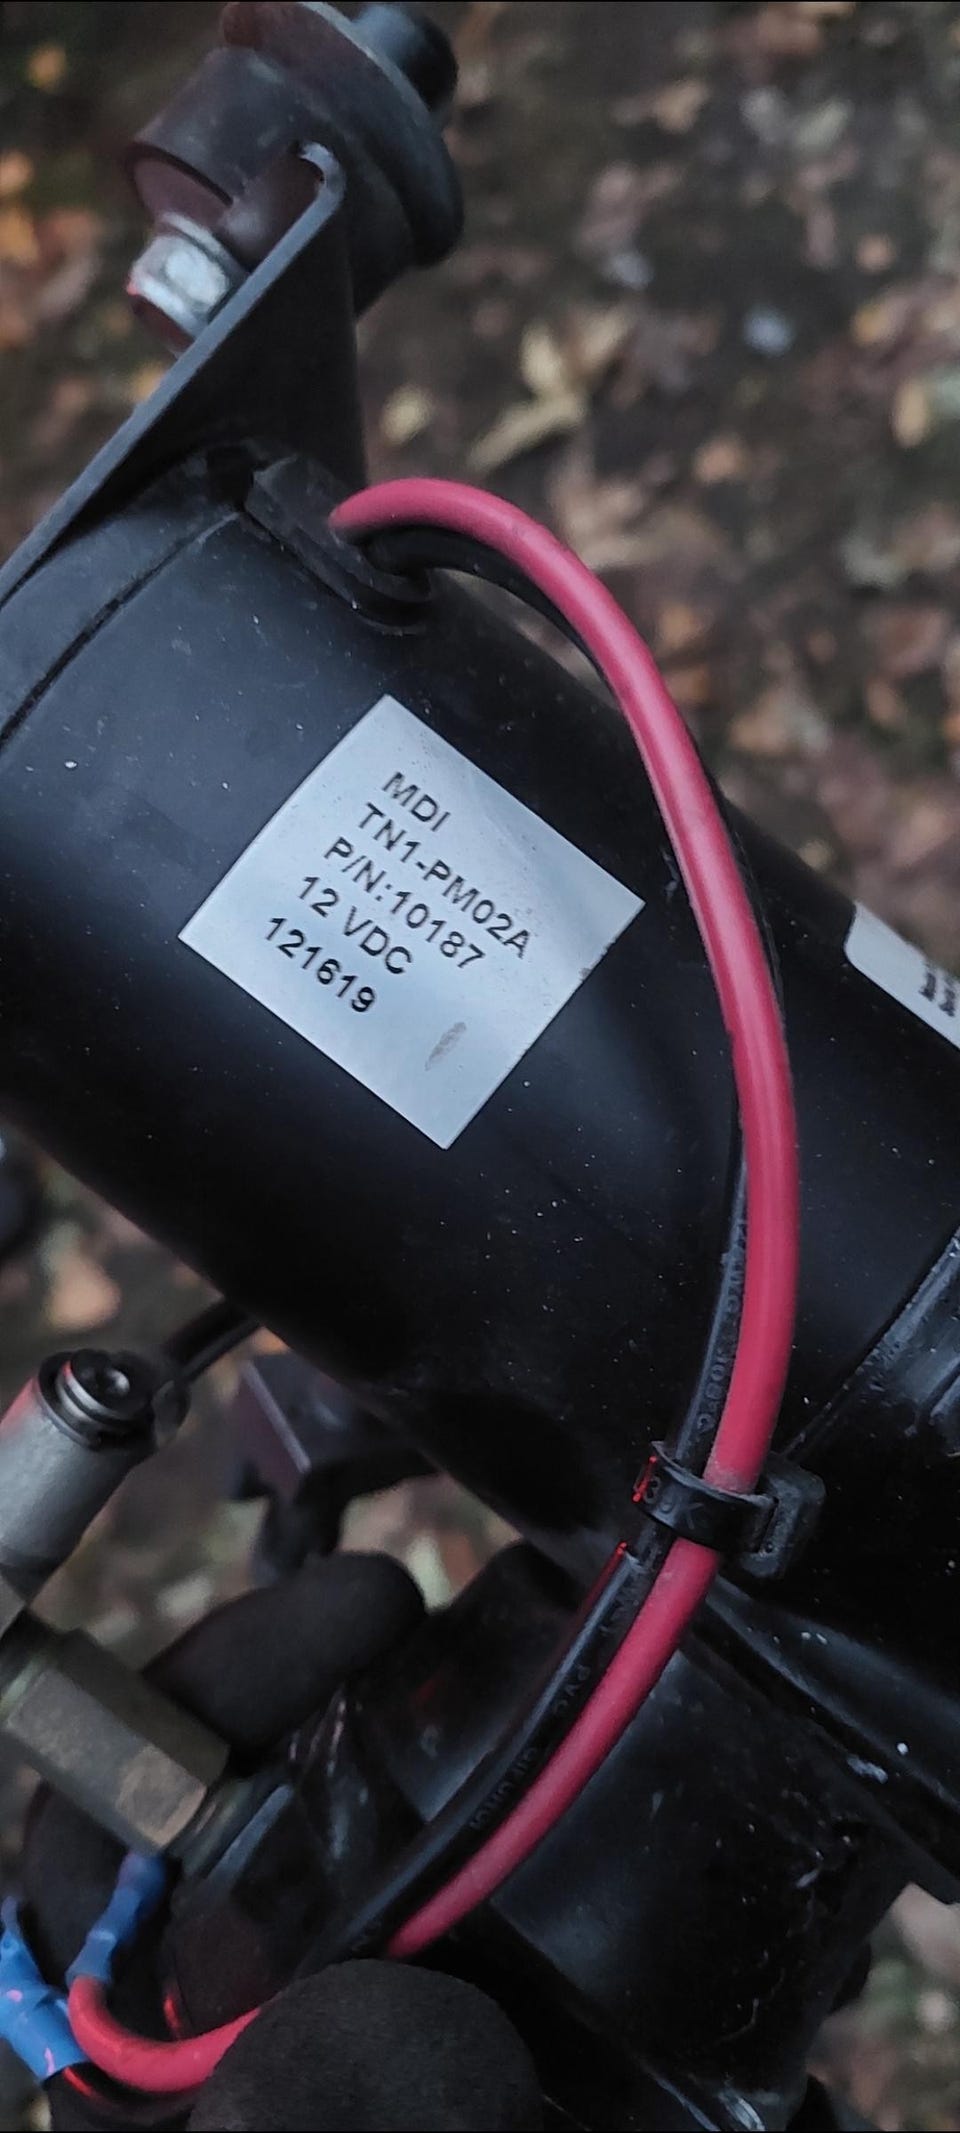 MDI
TN1-PM02A
P/N:10187
12 VDC
121619